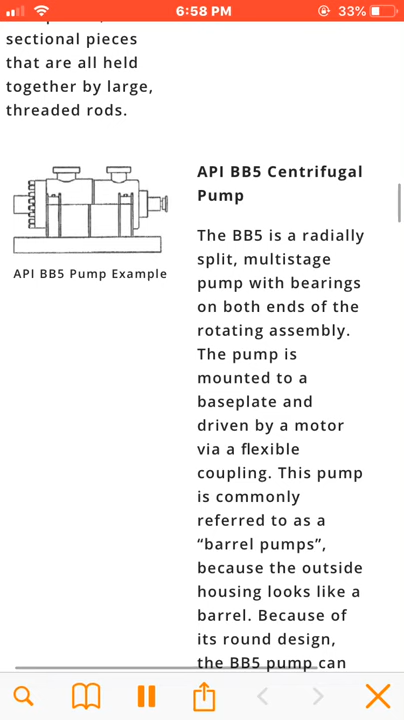 6:58 PM
33%
sectional pieces
that are all held
together by large,
threaded rods.
API BB5 Pump Example
API BB5 Centrifugal
Pump
The BB5 is a radially
split, multistage
pump with bearings
on both ends of the
rotating assembly.
The pump is
mounted to a
baseplate and
driven by a motor
via a flexible
coupling. This pump
is commonly
referred to as a
“barrel pumps”,
because the outside
housing looks like a
barrel. Because of
its round design,
the BB5 pump can